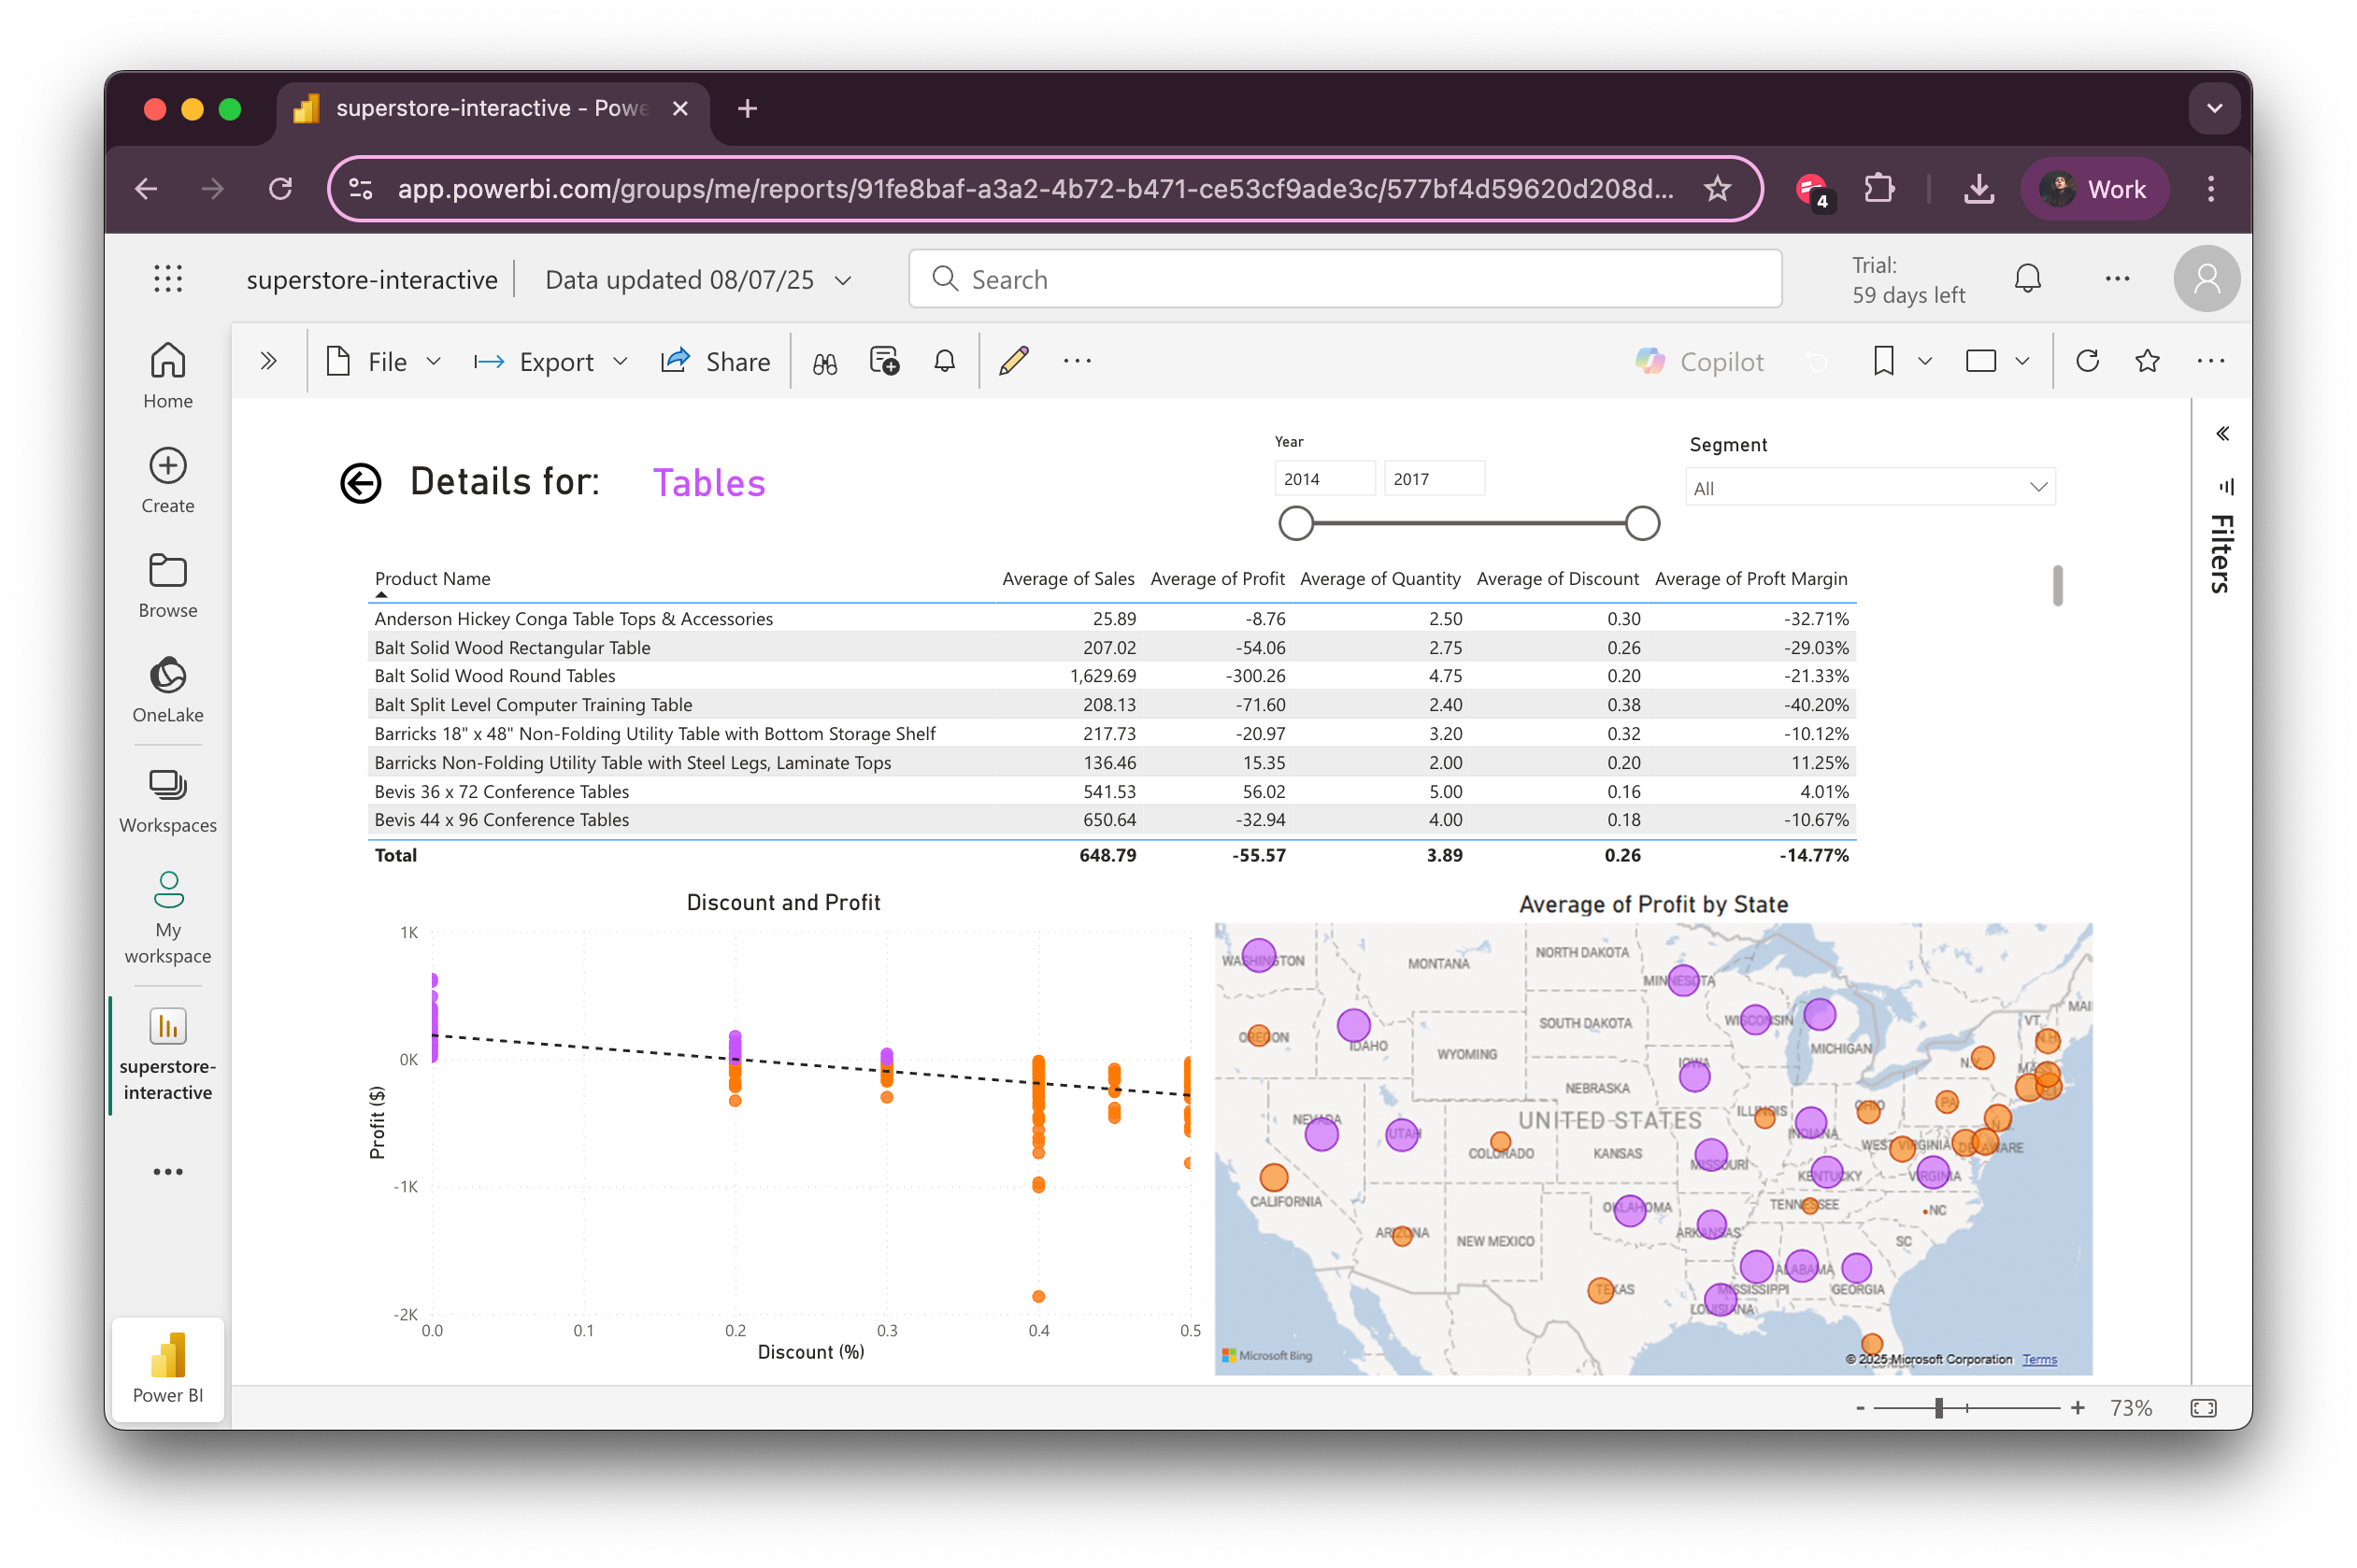 superstore-interactive - Powe
app.powerbi.com/groups/me/reports/91fe8baf-a3a2-4b72-b471-ce53cf9ade3c/577bf4d59620d208d...
4
Work
superstore-interactive
Data updated 08/07/25
Search
Trial:
59 days left
Home
Create
Browse
OneLake
Workspaces
My
workspace
superstore-
interactive
Power BI
File
Export
Share
Copilot
Details for: Tables
Year
2014
2017
Segment
All
Filters
Product Name Average of Sales Average of Profit Average of Quantity Average of Discount Average of Proft Margin
Anderson Hickey Conga Table Tops & Accessories 25.89 -8.76 2.50 0.30 -32.71%
Balt Solid Wood Rectangular Table 207.02 -54.06 2.75 0.26 -29.03%
Balt Solid Wood Round Tables 1,629.69 -300.26 4.75 0.20 -21.33%
Balt Split Level Computer Training Table 208.13 -71.60 2.40 0.38 -40.20%
Barricks 18" x 48" Non-Folding Utility Table with Bottom Storage Shelf 217.73 -20.97 3.20 0.32 -10.12%
Barricks Non-Folding Utility Table with Steel Legs, Laminate Tops 136.46 15.35 2.00 0.20 11.25%
Bevis 36 x 72 Conference Tables 541.53 56.02 5.00 0.16 4.01%
Bevis 44 x 96 Conference Tables 650.64 -32.94 4.00 0.18 -10.67%
Total 648.79 -55.57 3.89 0.26 -14.77%
Discount and Profit
1K
0K
-1K
-2K
Profit ($)
0.0 0.1 0.2 0.3 0.4 0.5
Discount (%)
Average of Profit by State
WASHINGTON
MONTANA
NORTH DAKOTA
MINNESOTA
MAI
OREGON
IDAHO
SOUTH DAKOTA
WISCONSIN
VT.
N.H.
WYOMING
MICHIGAN
IOWA
N.Y.
MASS
NEBRASKA
NEVADA
UTAH
UNITED STATES
ILLINOIS
INDIANA
OHIO
PA
N.J.
COLORADO
KANSAS
MISSOURI
WEST VIRGINIA
DELAWARE
KENTUCKY
VIRGINIA
CALIFORNIA
OKLAHOMA
TENNESSEE
NC
ARIZONA
NEW MEXICO
ARKANSAS
SC
TEXAS
MISSISSIPPI
ALABAMA
GEORGIA
LOUISIANA
FLORIDA
Microsoft Bing
© 2025 Microsoft Corporation Terms
- + 73%